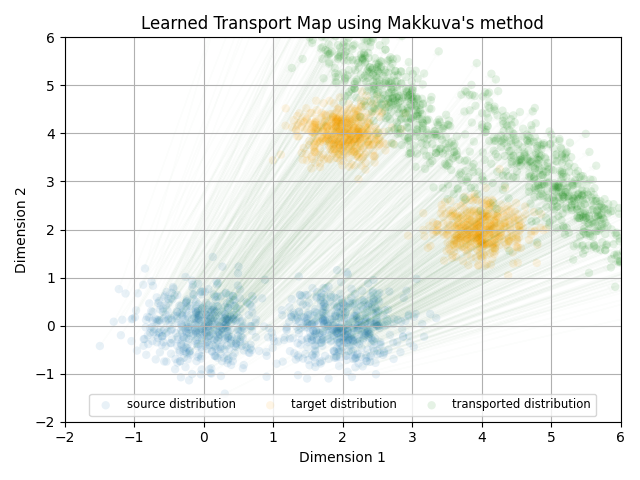 Learned Transport Map using Makkuva's method
6
5
4
3
2
1
0
−1
−2
Dimension 2
source distribution target distribution transported distribution
−2 −1 0 1 2 3 4 5 6
Dimension 1